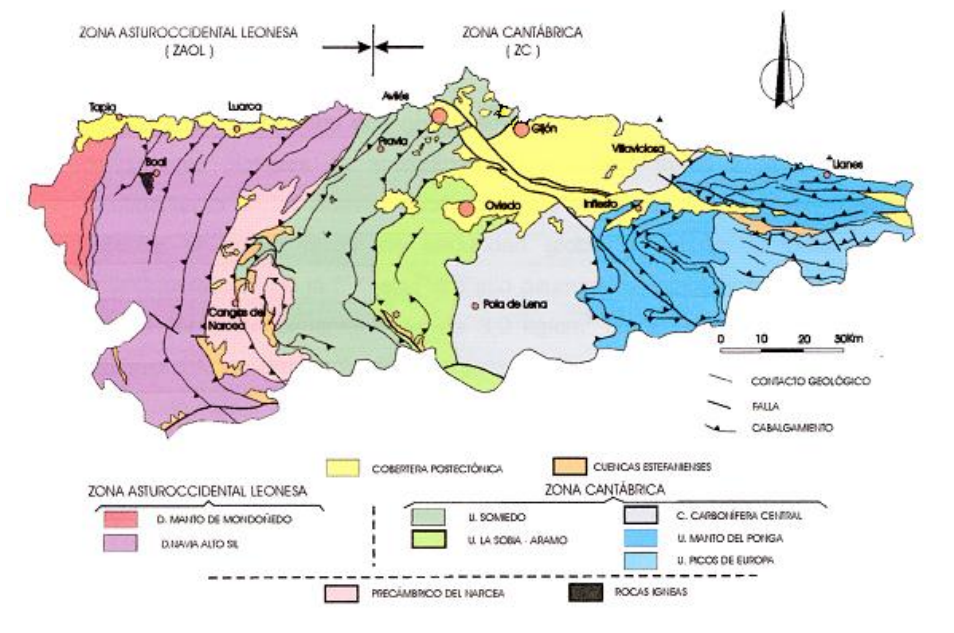 ZONA ASTUROCCIDENTAL LEONESA
( ZAOL )
ZONA CANTÁBRICA
( ZC )
Tapia
Luarca
Avilés
Gijón
Pravia
Villaviciosa
Boal
Llanes
Oviedo
Infiesto
Cangas de
Narcea
Pola de Lena
0 10 20 30Km
CONTACTO GEOLÓGICO
FALLA
CABALGAMIENTO
COBERTERA POSTECTÓNICA
CUENCAS ESTEFANIENSES
ZONA ASTUROCCIDENTAL LEONESA
ZONA CANTÁBRICA
D. MANTO DE MONDOÑEDO
U. SOMIEDO
C. CARBONÍFERA CENTRAL
D.NAVIA ALTO SIL
U. LA SOBIA - ARAMO
U. MANTO DEL PONGA
U. PICOS DE EUROPA
PRECÁMBRICO DEL NARCEA
ROCAS IGNEAS